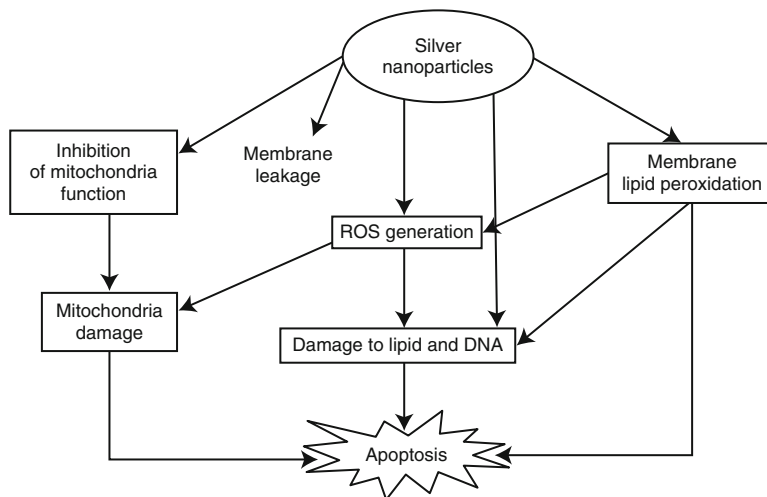 Silver
nanoparticles
Inhibition
of mitochondria
function
Membrane
leakage
Membrane
lipid peroxidation
ROS generation
Mitochondria
damage
Damage to lipid and DNA
Apoptosis